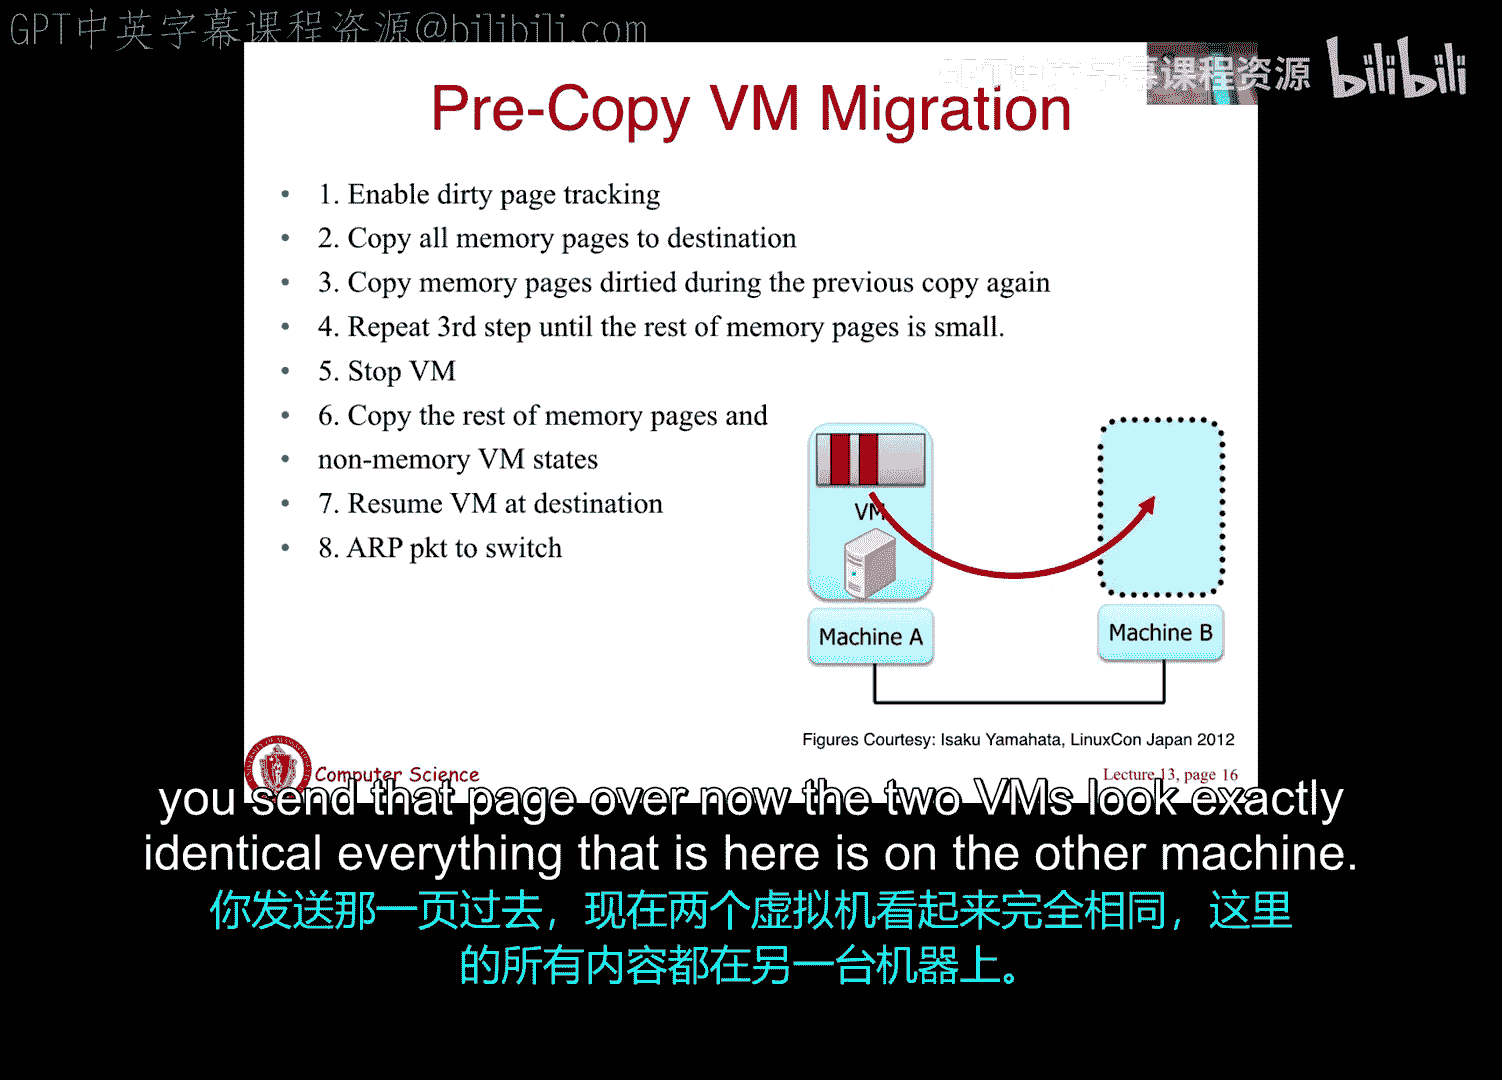 GPT中英字幕课程资源@bilibili.com
GPT中英字幕课程资源 bilibili
Pre-Copy VM Migration
• 1. Enable dirty page tracking
• 2. Copy all memory pages to destination
• 3. Copy memory pages dirtied during the previous copy again
• 4. Repeat 3rd step until the rest of memory pages is small.
• 5. Stop VM
• 6. Copy the rest of memory pages and
• non-memory VM states
• 7. Resume VM at destination
• 8. ARP pkt to switch
VM
Machine A
Machine B
Figures Courtesy: Isaku Yamahata, LinuxCon Japan 2012
Computer Science
Lecture 13, page 16
you send that page over now the two VMs look exactly
identical everything that is here is on the other machine.
你发送那一页过去，现在两个虚拟机看起来完全相同，这里
的所有内容都在另一台机器上。